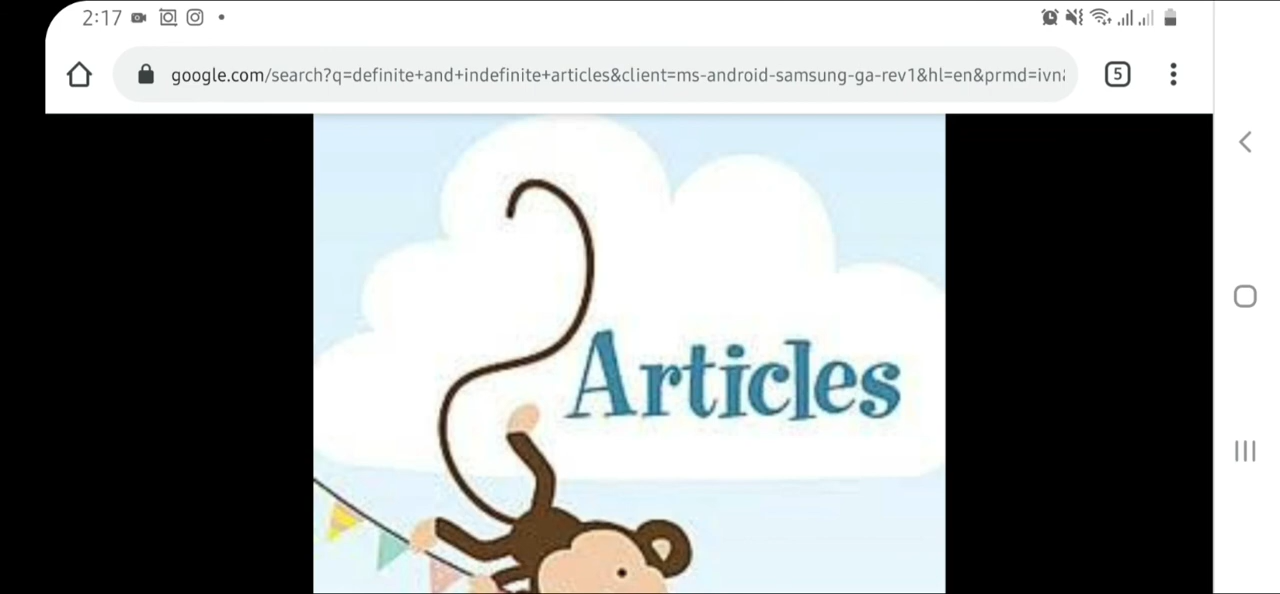 2:17
google.com/search?q=definite+and+indefinite+articles&client=ms-android-samsung-ga-rev1&hl=en&prmd=ivn
5
Articles